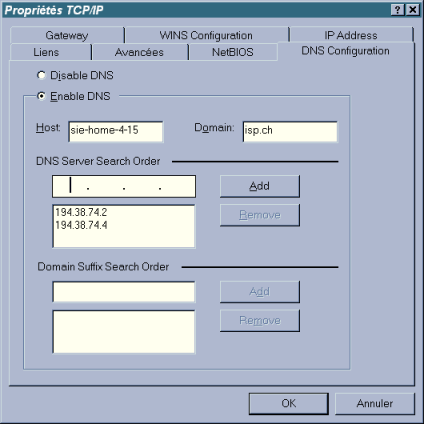 Propriétés TCP/IP
Gateway WINS Configuration IP Address
Liens Avancées NetBIOS DNS Configuration
Disable DNS
Enable DNS
Host: sie-home-4-15 Domain: isp.ch
DNS Server Search Order
. . . Add
194.38.74.2 Remove
194.38.74.4
Domain Suffix Search Order
Add
Remove
OK Annuler